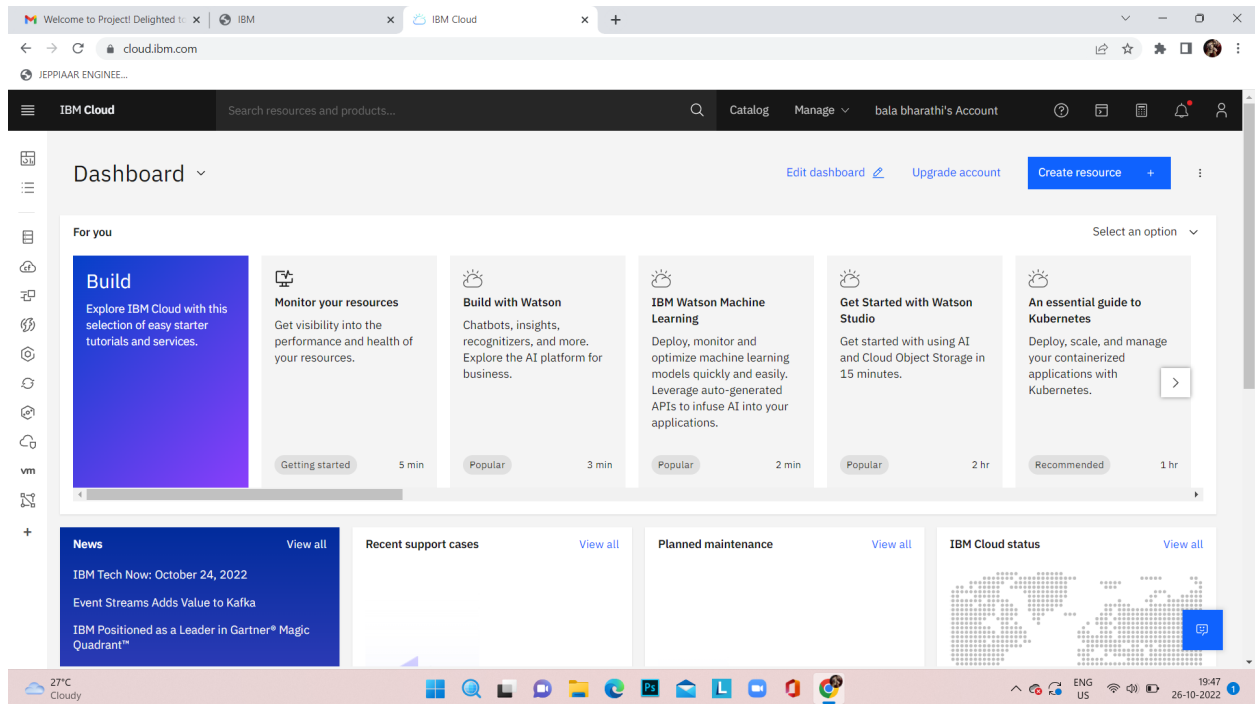 Welcome to Project! Delighted to
IBM
IBM Cloud
cloud.ibm.com
JEPPIAAR ENGINEE...
IBM Cloud
Search resources and products...
Catalog
Manage
bala bharathi's Account
Dashboard
Edit dashboard
Upgrade account
Create resource +
For you
Select an option
Build
Explore IBM Cloud with this
selection of easy starter
tutorials and services.
Monitor your resources
Get visibility into the
performance and health of
your resources.
Getting started
5 min
Build with Watson
Chatbots, insights,
recognitizers, and more.
Explore the AI platform for
business.
Popular
3 min
IBM Watson Machine
Learning
Deploy, monitor and
optimize machine learning
models quickly and easily.
Leverage auto-generated
APIs to infuse AI into your
applications.
Popular
2 min
Get Started with Watson
Studio
Get started with using AI
and Cloud Object Storage in
15 minutes.
Popular
2 hr
An essential guide to
Kubernetes
Deploy, scale, and manage
your containerized
applications with
Kubernetes.
Recommended
1 hr
vm
News
View all
IBM Tech Now: October 24, 2022
Event Streams Adds Value to Kafka
IBM Positioned as a Leader in Gartner® Magic
Quadrant™
Recent support cases
View all
Planned maintenance
View all
IBM Cloud status
View all
27°C
Cloudy
Ps
L
ENG
US
19:47
26-10-2022
1